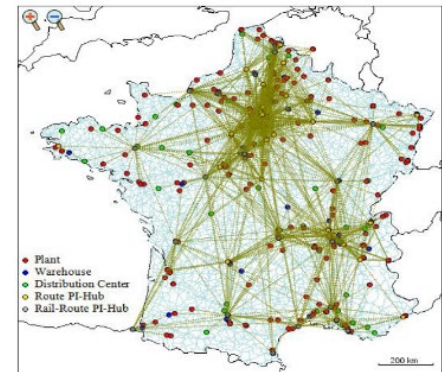 Plant
Warehouse
Distribution Center
Route PI-Hub
Rail-Route PI-Hub
200 km